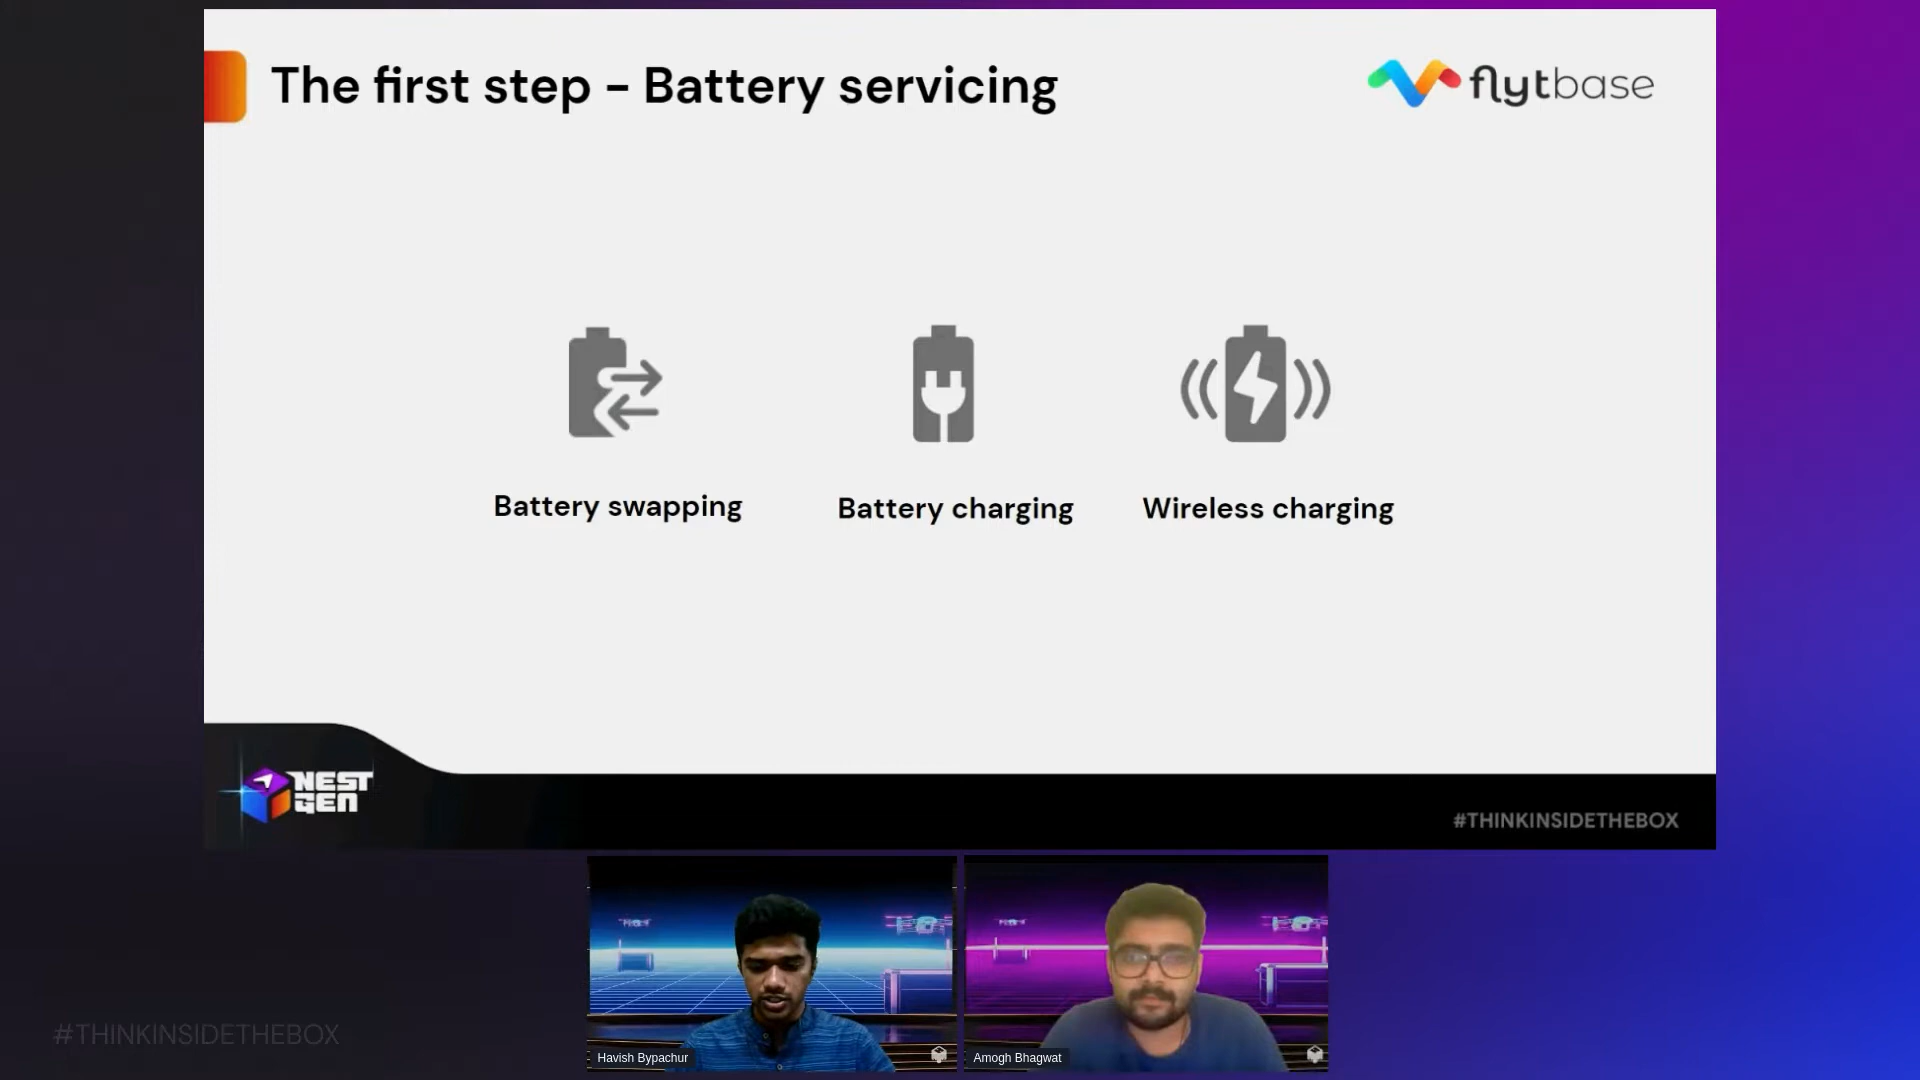 The first step - Battery servicing
flytbase
Battery swapping
Battery charging
Wireless charging
NEST
GEN
#THINKINSIDETHEBOX
#THINKINSIDETHEBOX
Havish Bypachur
Amogh Bhagwat